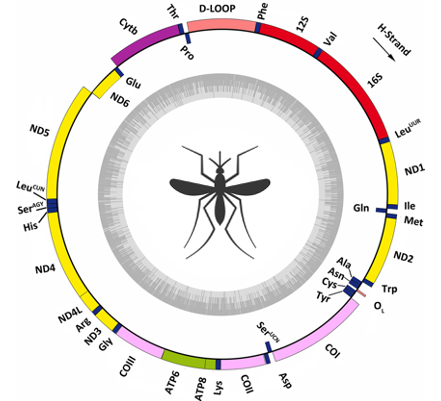 D-LOOP
Phe
12S
Val
H-Strand
16S
Leu^UUR
ND1
Ile
Gln
Met
ND2
Trp
O_L
Ala
Asn
Cys
Tyr
COI
Ser^UCN
Asp
COII
Lys
ATP8
ATP6
COIII
Gly
ND3
Arg
ND4L
ND4
His
Ser^AGY
Leu^CUN
ND5
ND6
Glu
Cytb
Thr
Pro